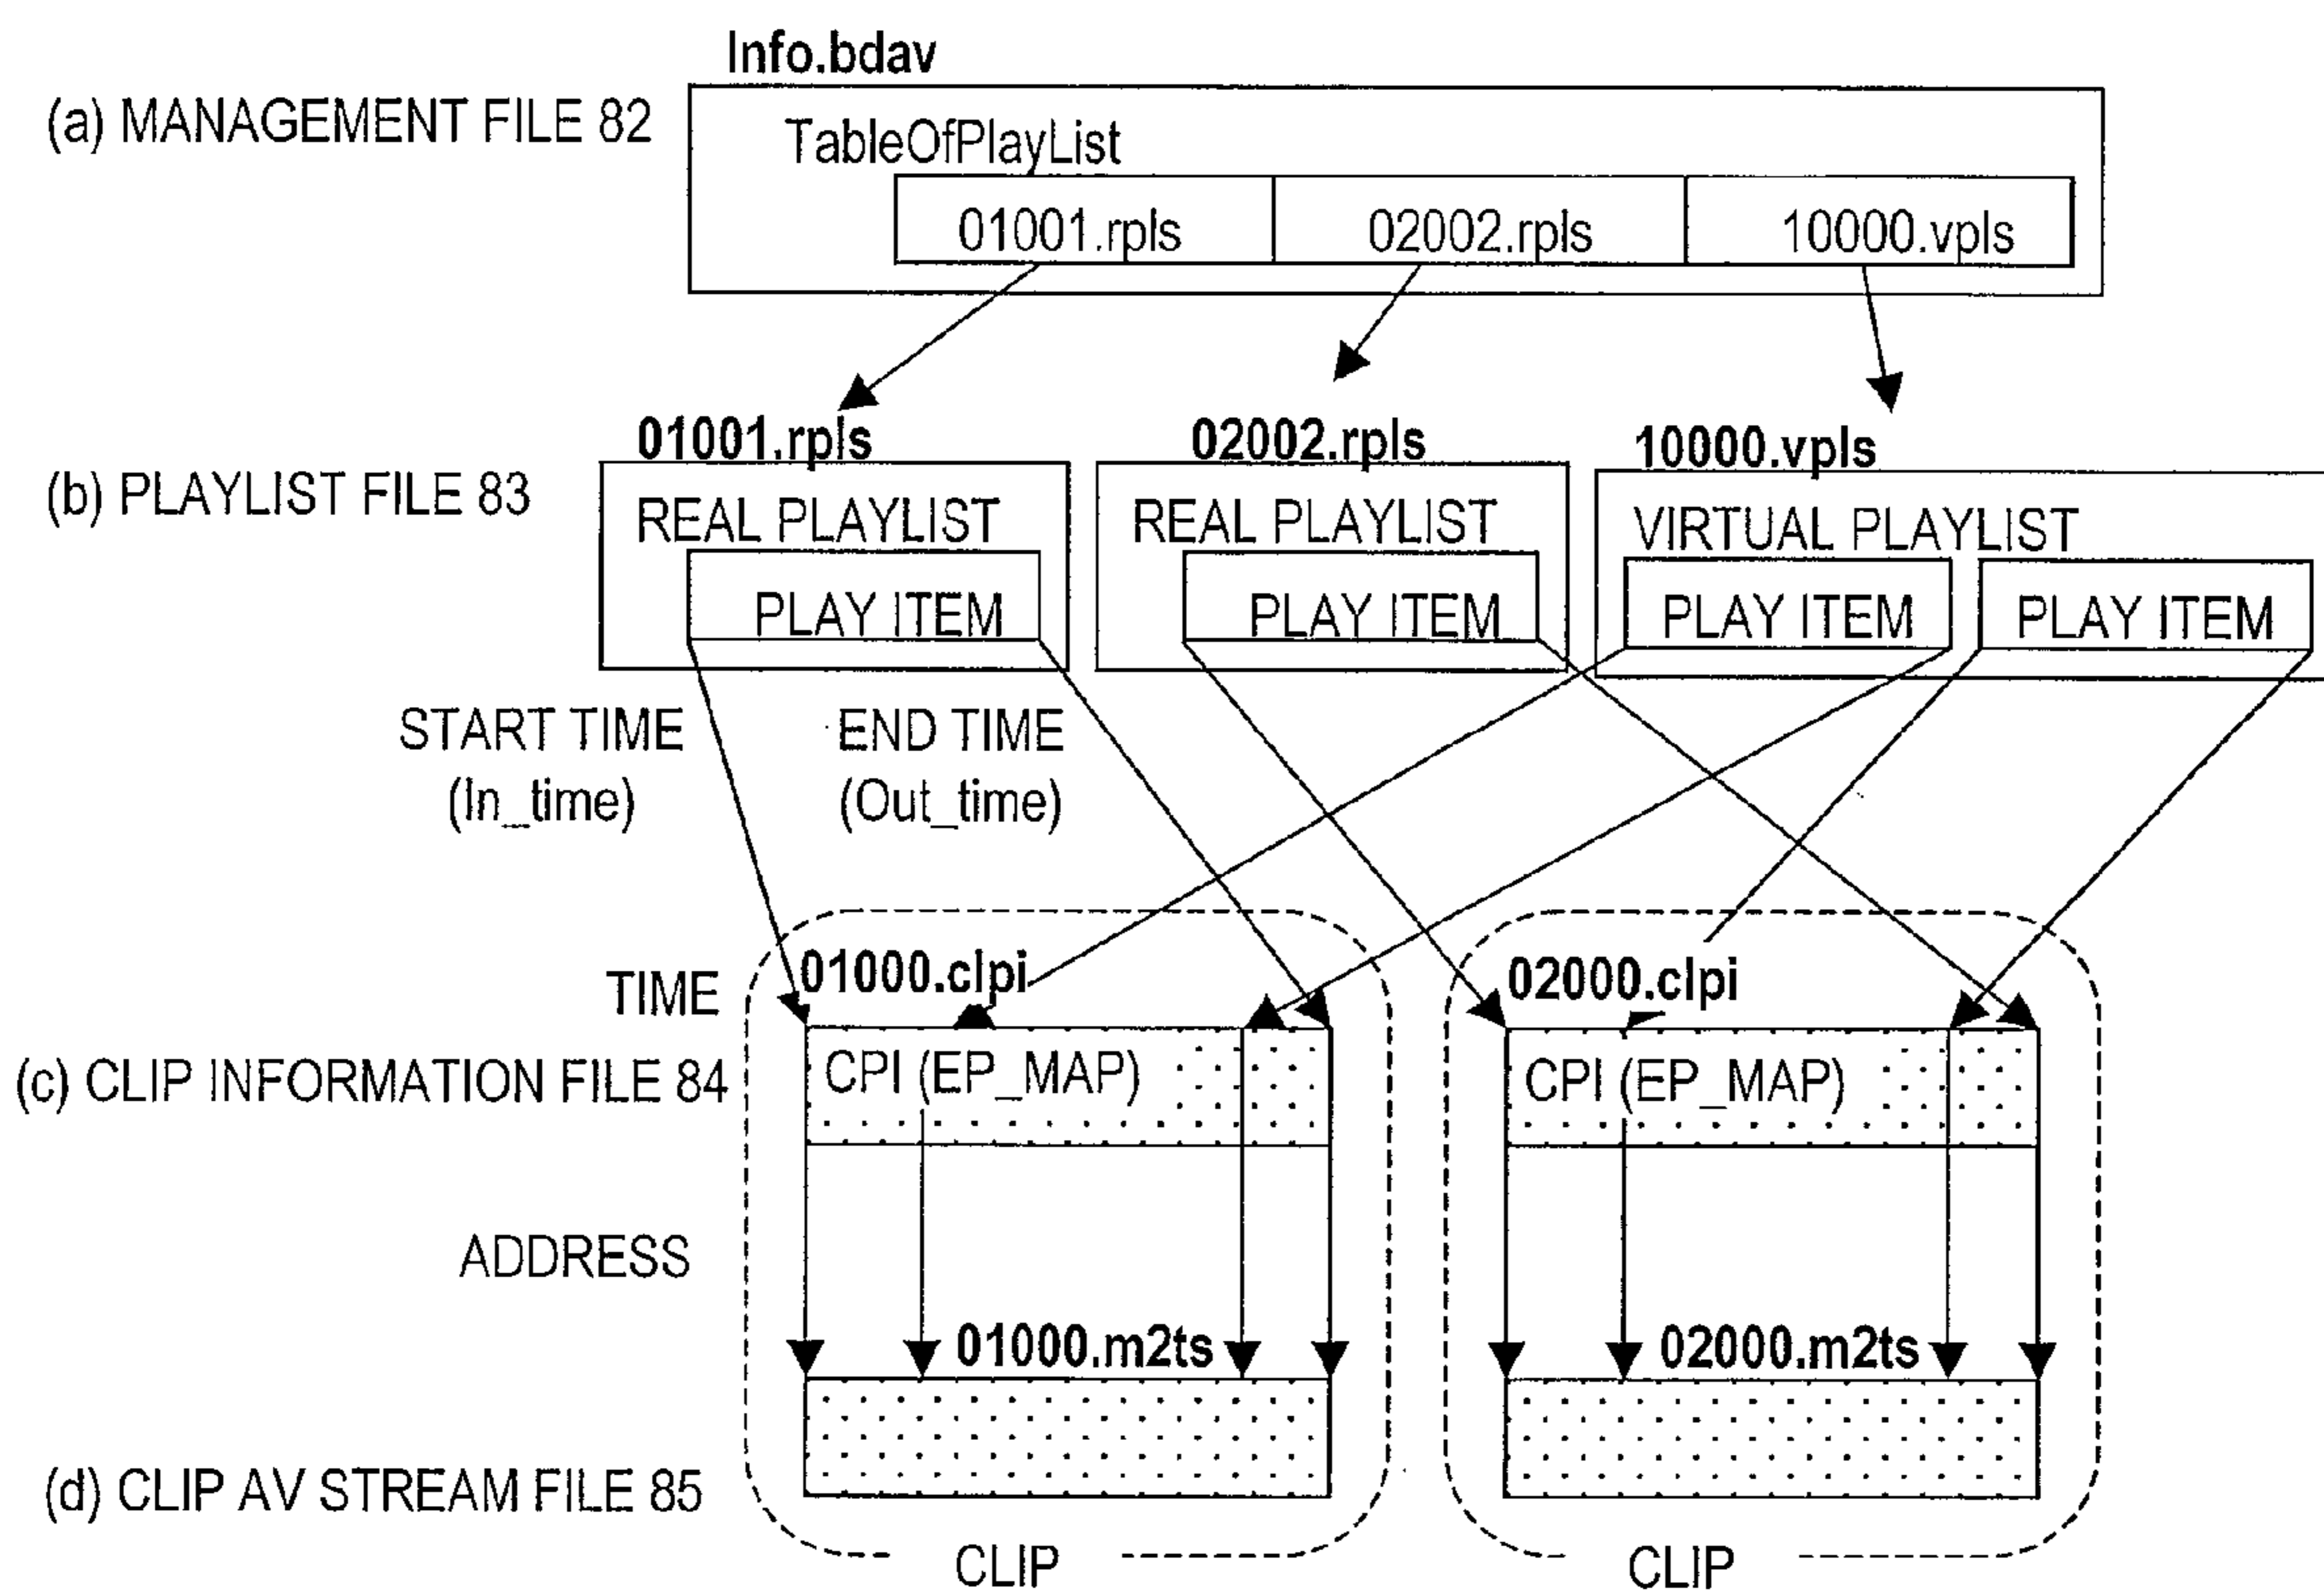 Info.bdav
(a) MANAGEMENT FILE 82
TableOfPlayList
01001.rpls 02002.rpls 10000.vpls
01001.rpls 02002.rpls 10000.vpls
(b) PLAYLIST FILE 83
REAL PLAYLIST REAL PLAYLIST VIRTUAL PLAYLIST
PLAY ITEM PLAY ITEM PLAY ITEM PLAY ITEM
START TIME END TIME
(In_time) (Out_time)
TIME 01000.clpi 02000.clpi
(c) CLIP INFORMATION FILE 84 CPI (EP_MAP) CPI (EP_MAP)
ADDRESS
01000.m2ts 02000.m2ts
(d) CLIP AV STREAM FILE 85
CLIP CLIP